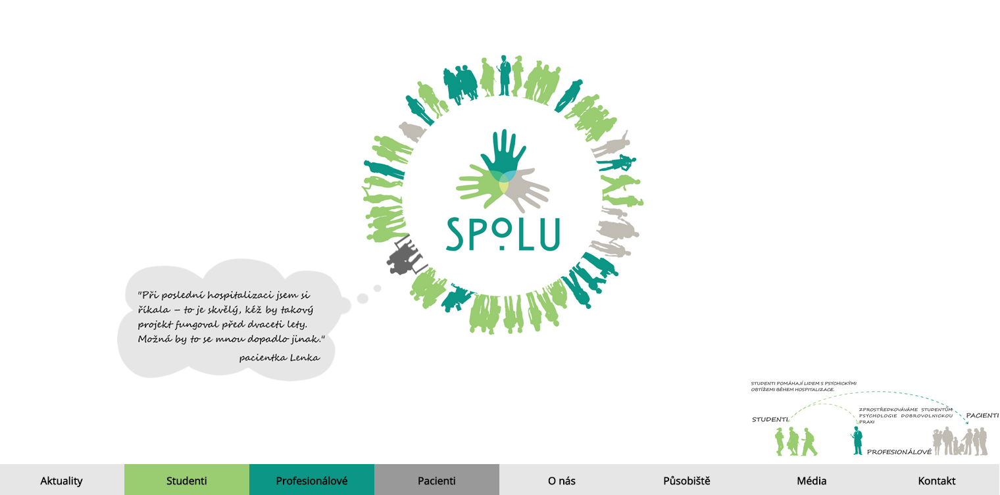 SPOLU
"Při poslední hospitalizaci jsem si
říkala – to je skvělý, kéž by takový
projekt fungoval před dvaceti lety.
Možná by to se mnou dopadlo jinak."
pacientka Lenka
STUDENTI POMÁHAJÍ LIDEM S PSYCHICKÝMI
OBTÍŽEMI BĚHEM HOSPITALIZACE.
ZPROSTŘEDKOVÁVÁME STUDENTŮM
PSYCHOLOGIE DOBROVOLNICKOU
PRAXI
STUDENTI
PACIENTI
PROFESIONÁLOVÉ
Aktuality
Studenti
Profesionálové
Pacienti
O nás
Působiště
Média
Kontakt